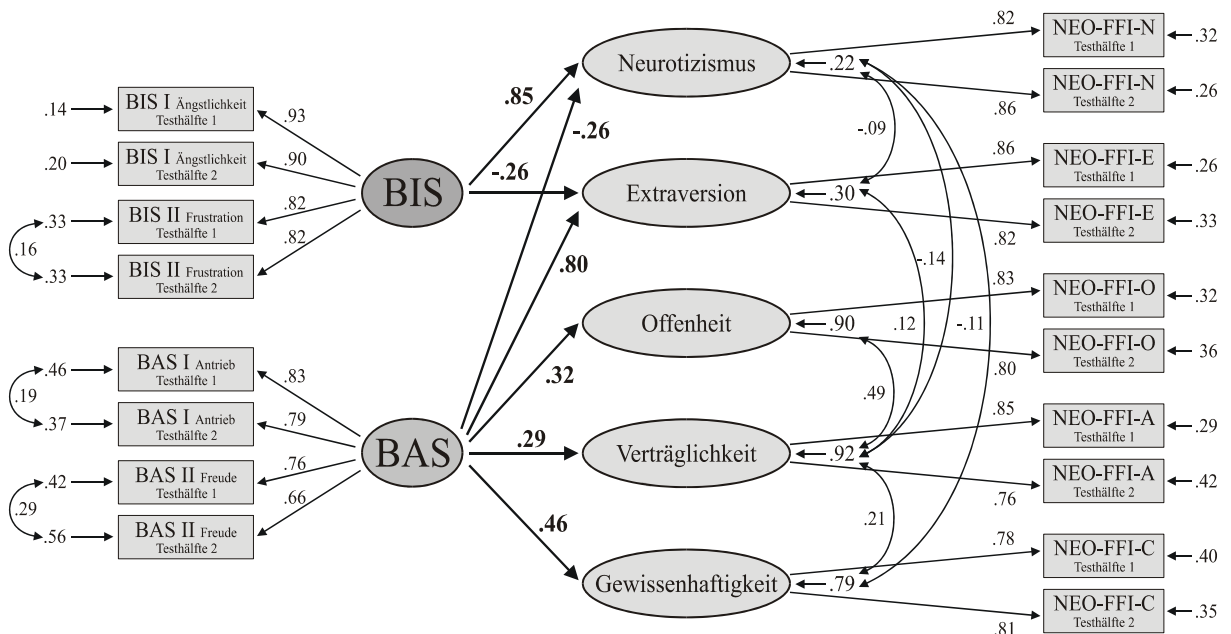 .14
BIS I Ängstlichkeit
Testhälfte 1
.93
.20
BIS I Ängstlichkeit
Testhälfte 2
.90
.33
BIS II Frustration
Testhälfte 1
.82
.16
.33
BIS II Frustration
Testhälfte 2
.82
BIS
.46
BAS I Antrieb
Testhälfte 1
.83
.19
.37
BAS I Antrieb
Testhälfte 2
.79
.42
BAS II Freude
Testhälfte 1
.76
.29
.56
BAS II Freude
Testhälfte 2
.66
BAS
.85
-.26
-.26
.80
.32
.29
.46
Neurotizismus
.22
Extraversion
.30
Offenheit
.90
Verträglichkeit
.92
Gewissenhaftigkeit
.79
-.09
-.14
.12
-.11
.49
.21
.82
NEO-FFI-N
Testhälfte 1
.32
.86
NEO-FFI-N
Testhälfte 2
.26
.86
NEO-FFI-E
Testhälfte 1
.26
.82
NEO-FFI-E
Testhälfte 2
.33
.83
NEO-FFI-O
Testhälfte 1
.32
.80
NEO-FFI-O
Testhälfte 2
.36
.85
NEO-FFI-A
Testhälfte 1
.29
.76
NEO-FFI-A
Testhälfte 2
.42
.78
NEO-FFI-C
Testhälfte 1
.40
.81
NEO-FFI-C
Testhälfte 2
.35